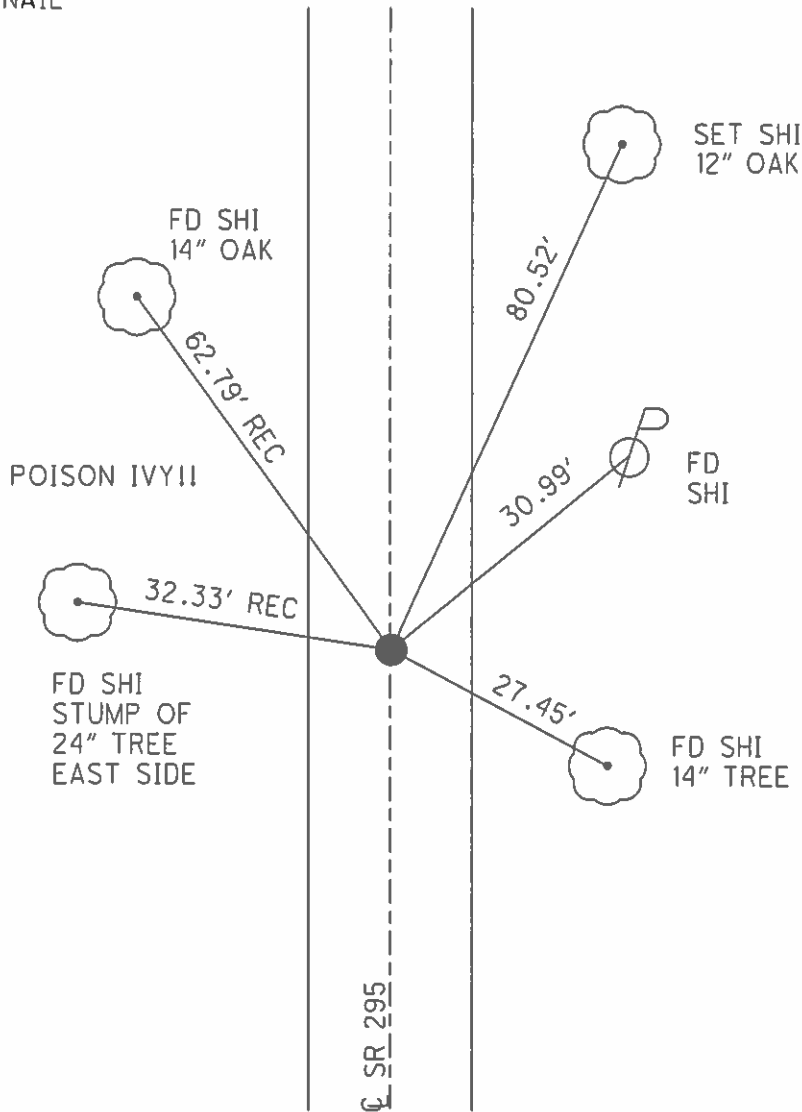 NAIL
SET SHI
12" OAK
FD SHI
14" OAK
80.52'
62.79' REC
POISON IVY!!
FD
SHI
30.99'
32.33' REC
FD SHI
STUMP OF
24" TREE
EAST SIDE
27.45'
FD SHI
14" TREE
℄ SR 295